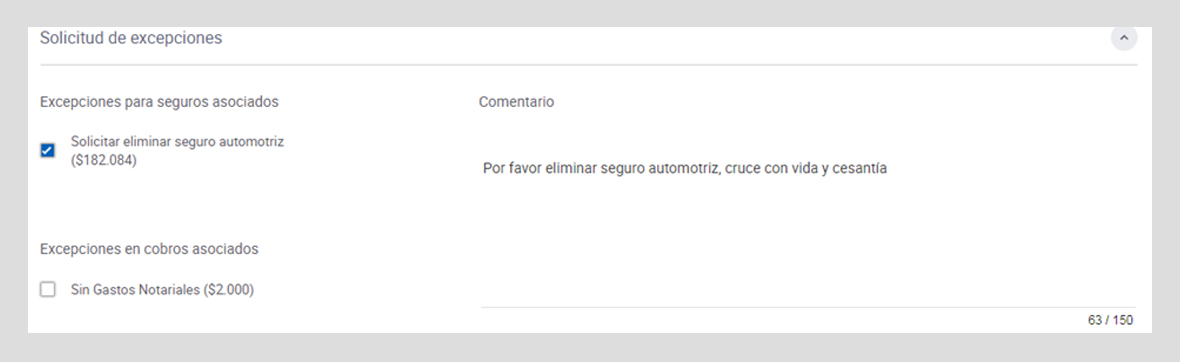 Solicitud de excepciones
Excepciones para seguros asociados
Comentario
Solicitar eliminar seguro automotriz
($182.084)
Por favor eliminar seguro automotriz, cruce con vida y cesantía
Excepciones en cobros asociados
Sin Gastos Notariales ($2.000)
63 / 150